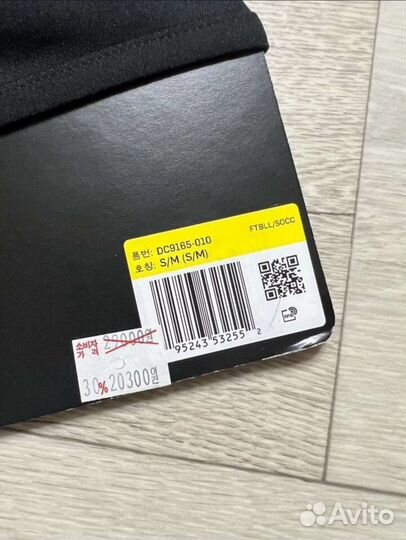 품번: DC9165-010
호칭: S/M (S/M)
FTBLL/SOCC
95243 53255 2
RFID
소비자
가 격
29000원
30% 20300원
Avito